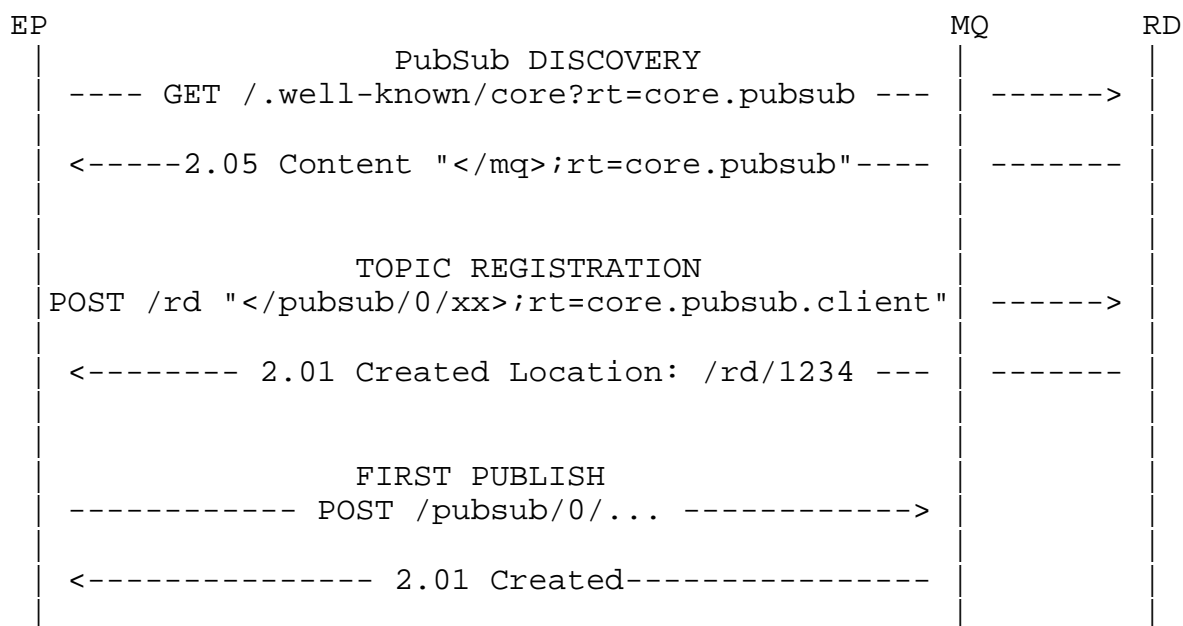 EP MQ RD
PubSub DISCOVERY
---- GET /.well-known/core?rt=core.pubsub --- | ------>
<-----2.05 Content "</mq>;rt=core.pubsub"---- | -------
TOPIC REGISTRATION
POST /rd "</pubsub/0/xx>;rt=core.pubsub.client" | ------>
<-------- 2.01 Created Location: /rd/1234 --- | -------
FIRST PUBLISH
------------ POST /pubsub/0/... ------------>
<--------------- 2.01 Created----------------